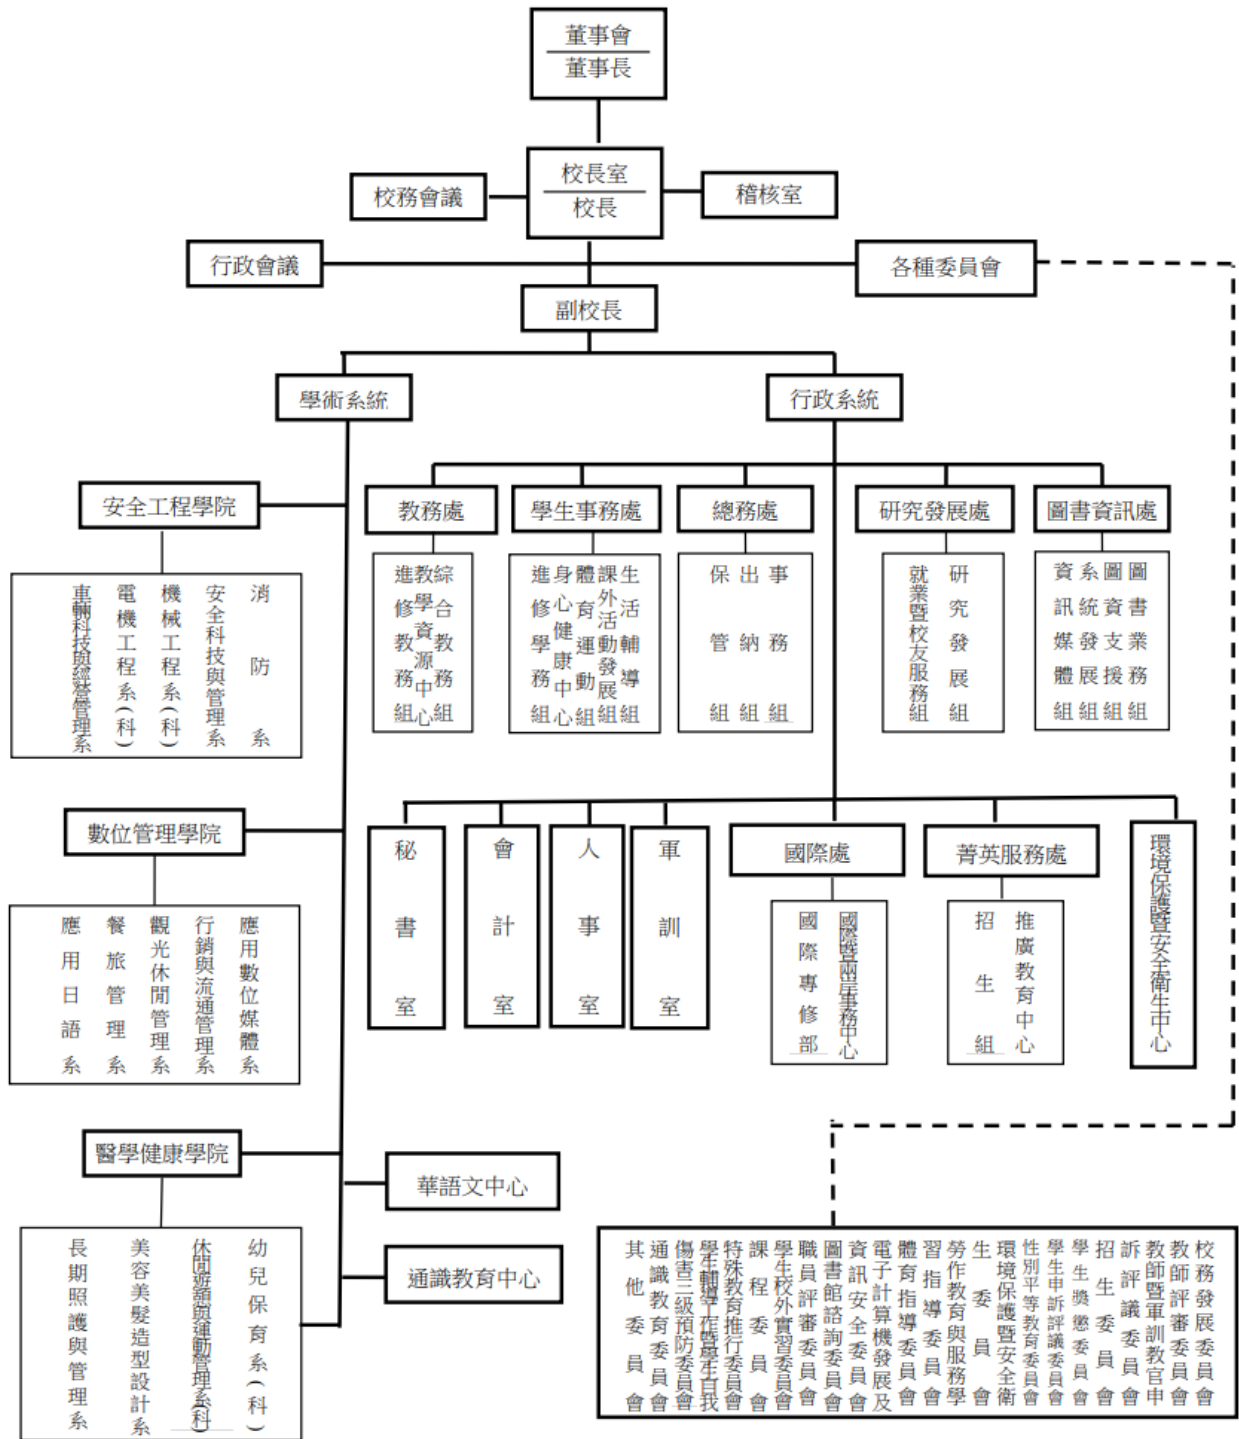 董事會
董事長
校務會議
校長室
校長
稽核室
行政會議
各種委員會
副校長
學術系統
行政系統
安全工程學院
消防系
安全科技與管理系
機械工程系(科)
電機工程系(科)
車輛科技與經營管理系
數位管理學院
應用數位媒體系
行銷與流通管理系
觀光休閒管理系
餐旅管理系
應用日語系
醫學健康學院
幼兒保育系(科)
休閒遊憩與運動管理系(科)
美容美髮造型設計系
長期照護與管理系
華語文中心
通識教育中心
教務處
綜合教務組
教學資源中心
進修教務組
學生事務處
生活輔導組
課外活動發展組
體育運動組
身心健康中心
進修學務組
總務處
事務組
出納組
保管組
研究發展處
研究發展組
就業暨校友服務組
圖書資訊處
圖書業務組
圖資支援組
系統發展組
資訊媒體組
秘書室
會計室
人事室
軍訓室
國際處
國際暨兩岸事務中心
國際專修部
菁英服務處
推廣教育中心
招生組
環境保護暨安全衛生中心
校務發展委員會
教師評審委員會
教師暨軍訓教官申
訴評議委員會
招生委員會
學生獎懲委員會
學生申訴評議委員會
性別平等教育委員會
環境保護暨安全衛
生委員會
勞作教育與服務學
習指導委員會
體育指導委員會
電子計算機發展及
資訊安全委員會
圖書館諮詢委員會
職員評審委員會
學生校外實習委員會
課程委員會
特殊教育推行委員會
學生輔導工作暨學生自我
傷害三級預防委員會
通識教育委員會
其他委員會